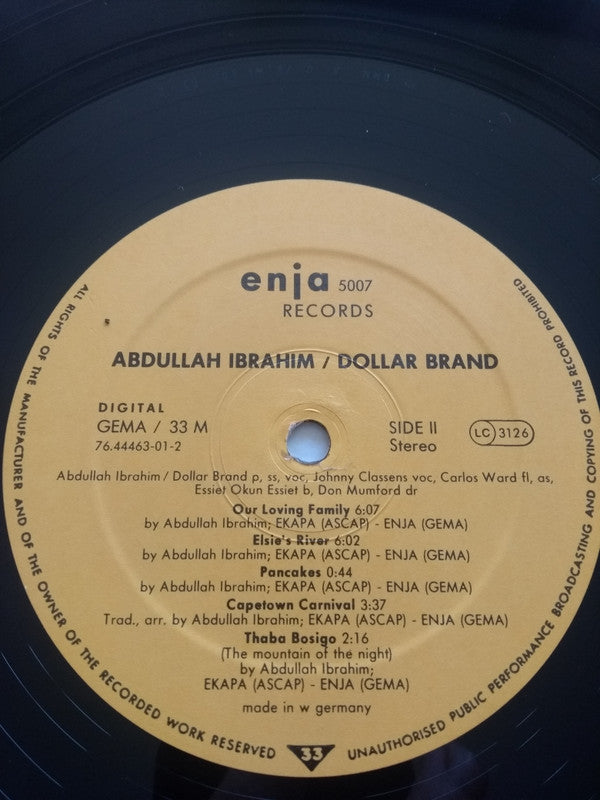 enja 5007
RECORDS
ABDULLAH IBRAHIM / DOLLAR BRAND
DIGITAL
GEMA / 33 M
76.44463-01-2
SIDE II
Stereo
LC 3126
Abdullah Ibrahim / Dollar Brand p, ss, voc, Johnny Classens voc, Carlos Ward fl, as,
Essiet Okun Essiet b, Don Mumford dr
Our Loving Family 6:07
by Abdullah Ibrahim; EKAPA (ASCAP) - ENJA (GEMA)
Elsie's River 6:02
by Abdullah Ibrahim; EKAPA (ASCAP) - ENJA (GEMA)
Pancakes 0:44
by Abdullah Ibrahim; EKAPA (ASCAP) - ENJA (GEMA)
Capetown Carnival 3:37
Trad., arr. by Abdullah Ibrahim; EKAPA (ASCAP) - ENJA (GEMA)
Thaba Bosigo 2:16
(The mountain of the night)
by Abdullah Ibrahim;
EKAPA (ASCAP) - ENJA (GEMA)
made in w germany
ALL RIGHTS OF THE MANUFACTURER AND OF THE OWNER OF THE RECORDED WORK RESERVED
33
UNAUTHORISED PUBLIC PERFORMANCE BROADCASTING AND COPYING OF THIS RECORD PROHIBITED